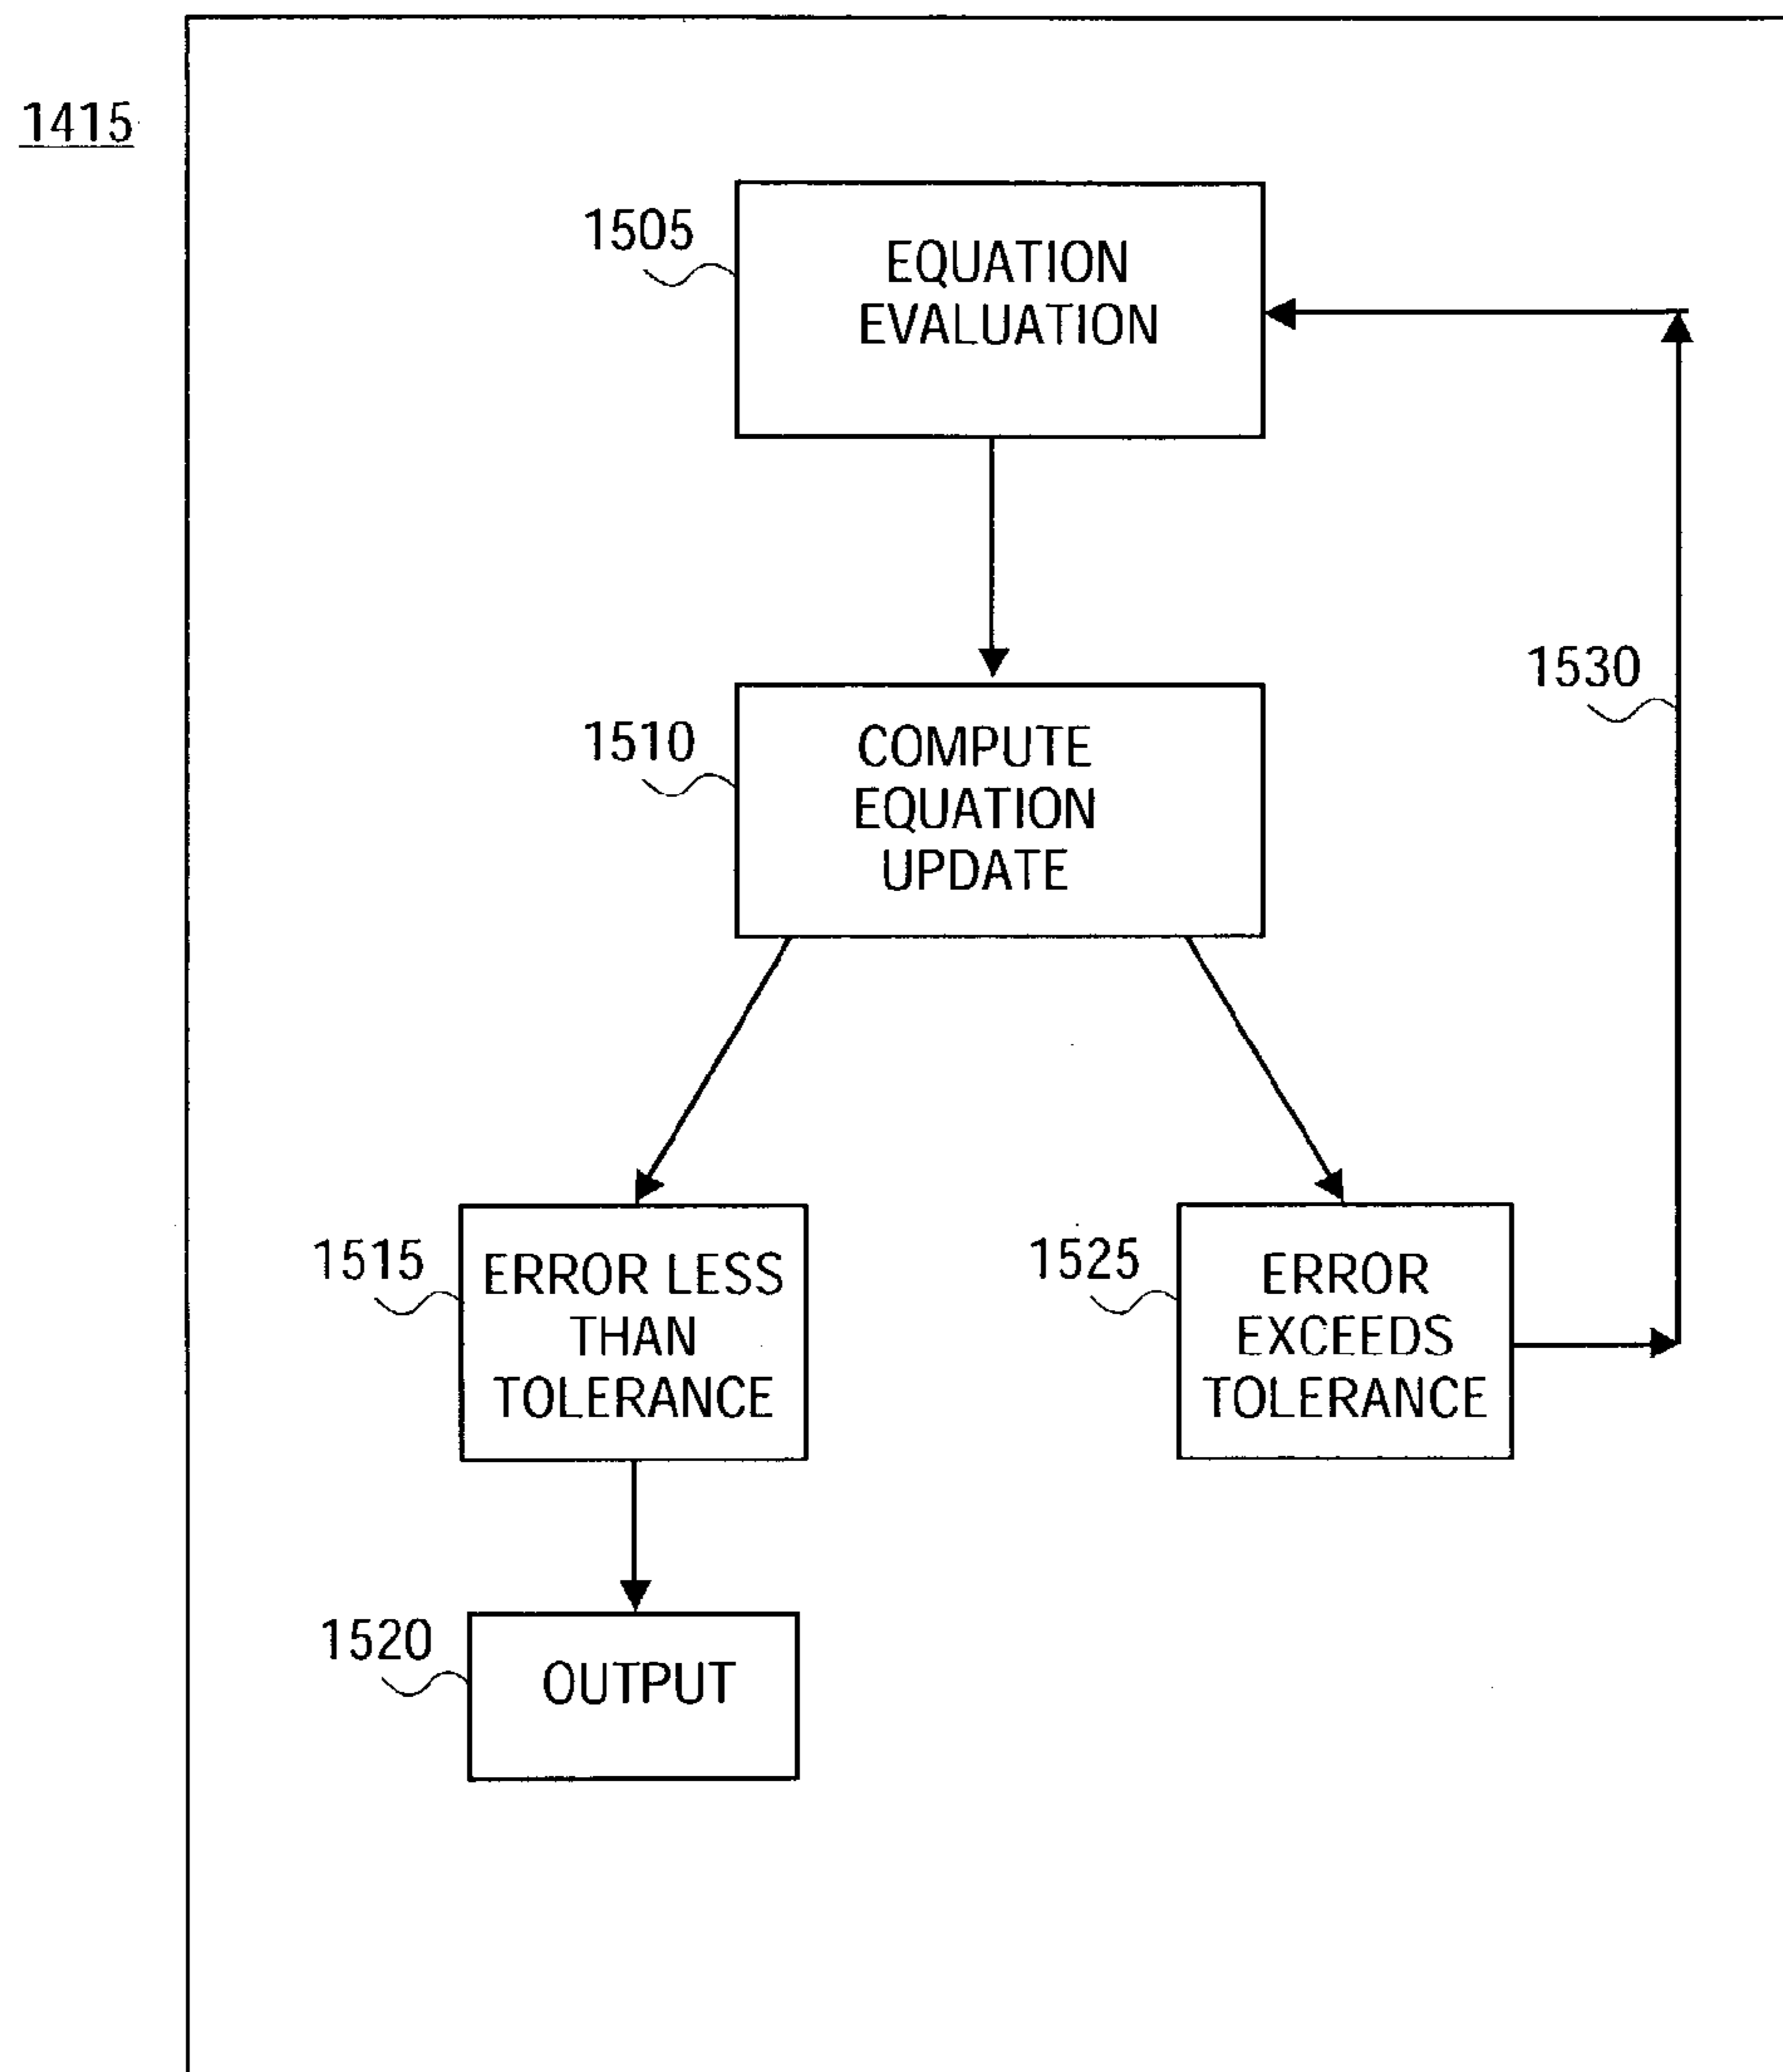 1415
1505
EQUATION
EVALUATION
1530
1510
COMPUTE
EQUATION
UPDATE
1515
ERROR LESS
THAN
TOLERANCE
1525
ERROR
EXCEEDS
TOLERANCE
1520
OUTPUT